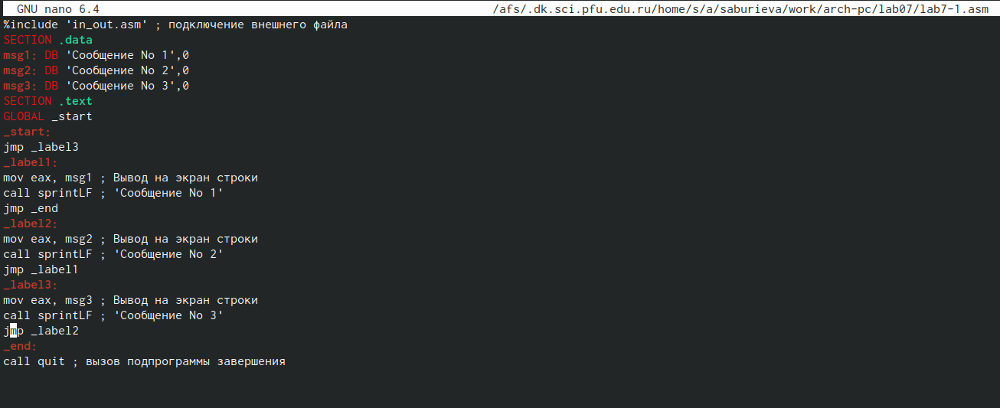 GNU nano 6.4 /afs/.dk.sci.pfu.edu.ru/home/s/a/saburieva/work/arch-pc/lab07/lab7-1.asm
%include 'in_out.asm' ; подключение внешнего файла
SECTION .data
msg1: DB 'Сообщение No 1',0
msg2: DB 'Сообщение No 2',0
msg3: DB 'Сообщение No 3',0
SECTION .text
GLOBAL _start
_start:
jmp _label3
_label1:
mov eax, msg1 ; Вывод на экран строки
call sprintLF ; 'Сообщение No 1'
jmp _end
_label2:
mov eax, msg2 ; Вывод на экран строки
call sprintLF ; 'Сообщение No 2'
jmp _label1
_label3:
mov eax, msg3 ; Вывод на экран строки
call sprintLF ; 'Сообщение No 3'
jmp _label2
_end:
call quit ; вызов подпрограммы завершения